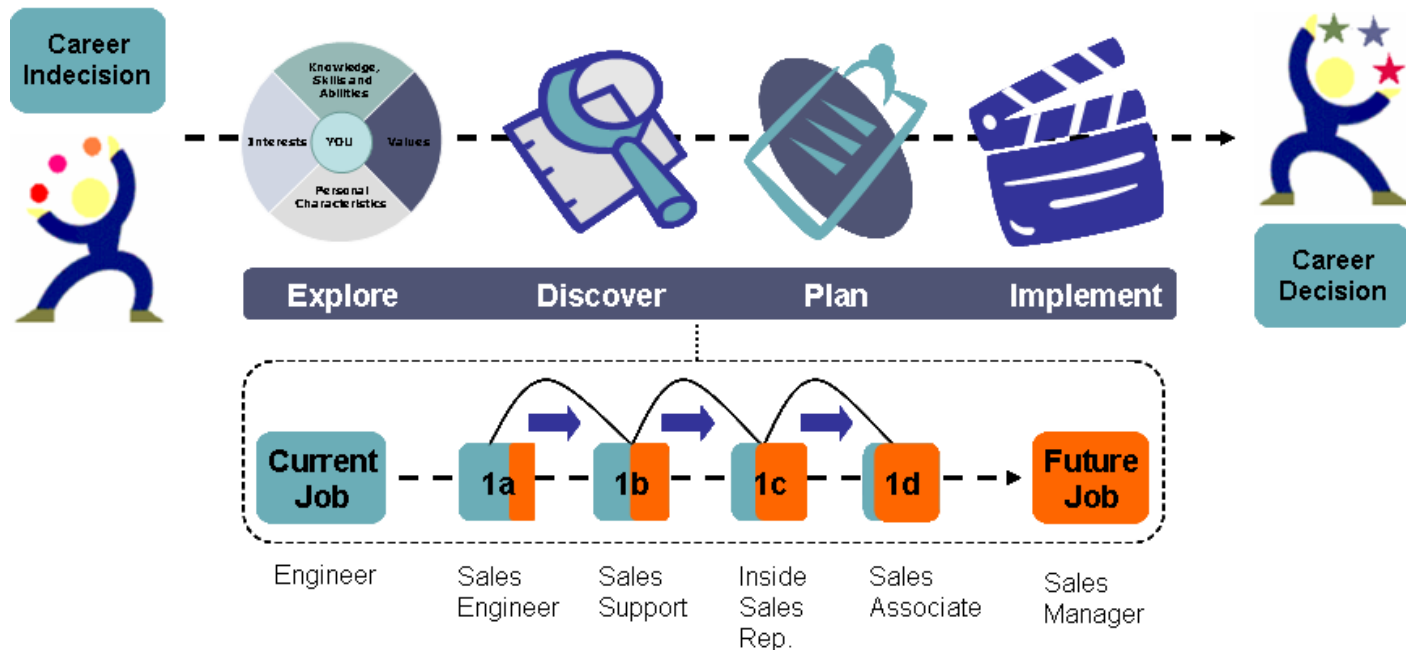 Career
Indecision
Knowledge,
Skills and
Abilities
Interests
YOU
Values
Personal
Characteristics
Career
Decision
Explore
Discover
Plan
Implement
Current
Job
1a
1b
1c
1d
Future
Job
Engineer
Sales
Engineer
Sales
Support
Inside
Sales
Rep.
Sales
Associate
Sales
Manager